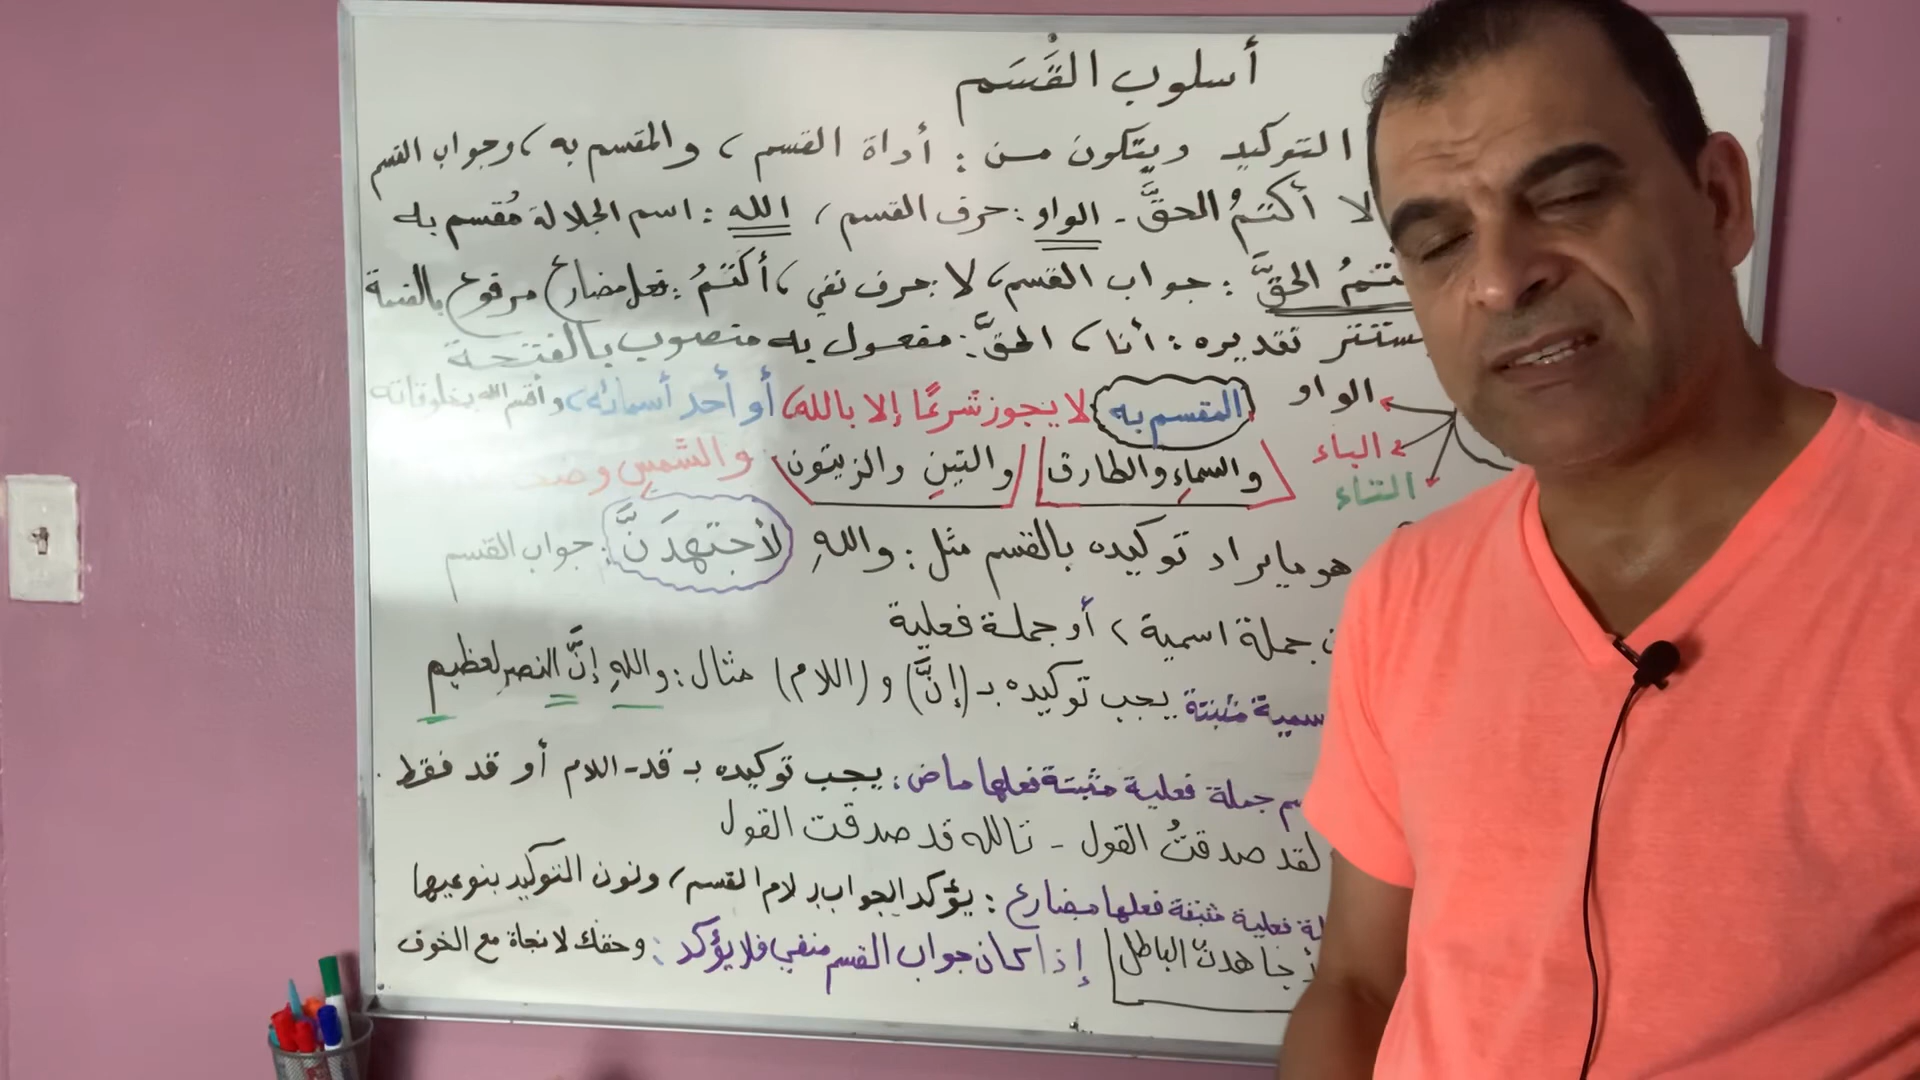 أسلوب القَسَم
التوكيد ويتكون من : أداة القسم ، والمقسم به ، وجواب القسم
لا أكتمُ الحقَّ - الواو : حرف القسم ، الله : اسم الجلالة مُقسم به
الحقَّ : جواب القسم، لا : حرف نفي ، أكتمُ : فعل مضارع مرفوع بالضمة
مستتر تقديره : أنا ، الحقَّ : مفعول به منصوب بالفتحة
الواو
الباء
التاء
المقسم به لا يجوز شرعًا إلا بالله، أو أحد أسمائه، وأقسم الله بمخلوقاته
والسماءِ والطارق والتينِ والزيتون والشمسِ
هو ما يراد توكيده بالقسم مثل : واللهِ لأجتهدَنَّ : جواب القسم
جملة اسمية ، أو جملة فعلية
مثبتة يجب توكيده بـ (إنَّ) و (اللام) مثال : واللهِ إنَّ النصر لعظيم
جملة فعلية مثبتة فعلها ماض : يجب توكيده بـ قد - اللام أو قد فقط .
لقد صدقتُ القول - تالله قد صدقت القول
فعلية مثبتة فعلها مضارع : يؤكد الجواب بـ لام القسم ، ونون التوكيد بنوعيها
الباطل إذا كان جواب القسم منفي فلا يؤكد : وحقك لا نجاة مع الخوف